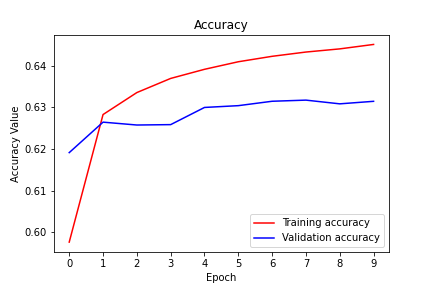 Accuracy
Accuracy Value
0.64
0.63
0.62
0.61
0.60
Training accuracy
Validation accuracy
0 1 2 3 4 5 6 7 8 9
Epoch